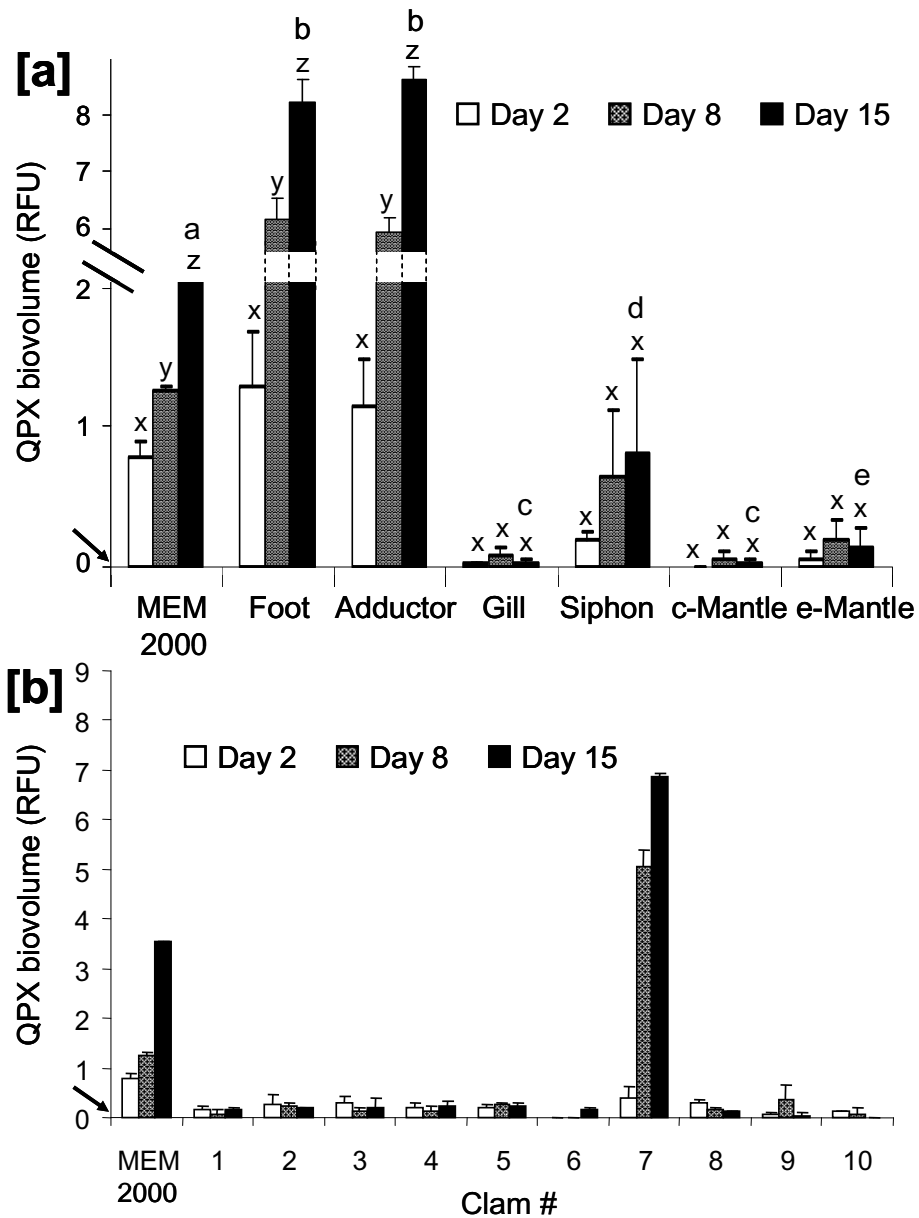 [a]
QPX biovolume (RFU)
8
7
6
2
1
0
Day 2
Day 8
Day 15
x
y
a
z
x
y
b
z
x
y
b
z
x
x
c
x
x
x
d
x
x
x
c
x
x
x
e
x
MEM
2000
Foot
Adductor
Gill
Siphon
c-Mantle
e-Mantle
[b]
QPX biovolume (RFU)
9
8
7
6
5
4
3
2
1
0
Day 2
Day 8
Day 15
MEM
2000
1
2
3
4
5
6
7
8
9
10
Clam #